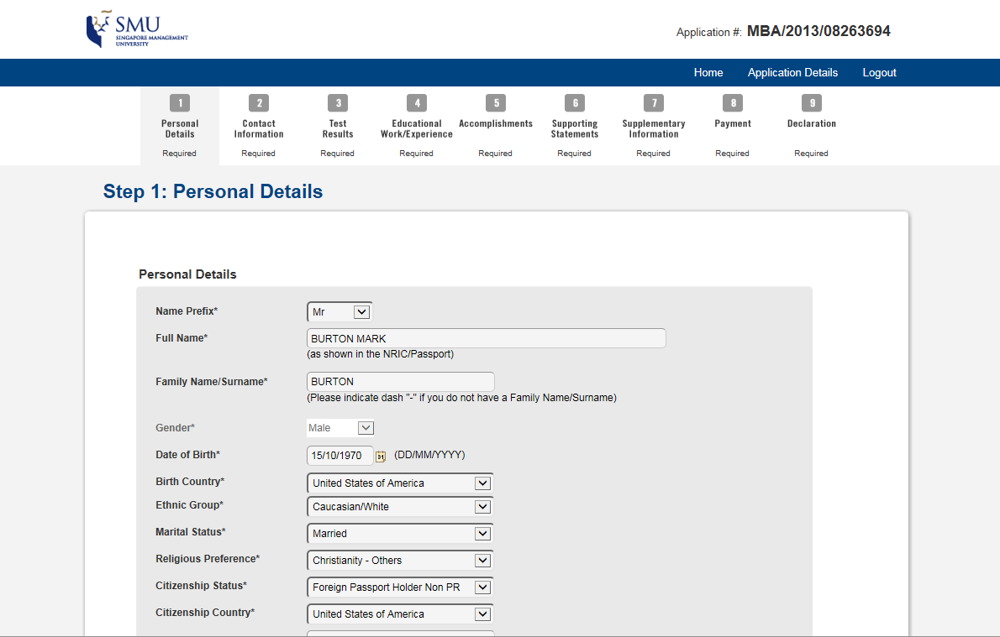 SMU
SINGAPORE MANAGEMENT
UNIVERSITY
Application #: MBA/2013/08263694
Home Application Details Logout
1 2 3 4 5 6 7 8 9
Personal Details Contact Information Test Results Educational Work/Experience Accomplishments Supporting Statements Supplementary Information Payment Declaration
Required Required Required Required Required Required Required Required Required
Step 1: Personal Details
Personal Details
Name Prefix* Mr
Full Name* BURTON MARK
(as shown in the NRIC/Passport)
Family Name/Surname* BURTON
(Please indicate dash "-" if you do not have a Family Name/Surname)
Gender* Male
Date of Birth* 15/10/1970 31 (DD/MM/YYYY)
Birth Country* United States of America
Ethnic Group* Caucasian/White
Marital Status* Married
Religious Preference* Christianity - Others
Citizenship Status* Foreign Passport Holder Non PR
Citizenship Country* United States of America